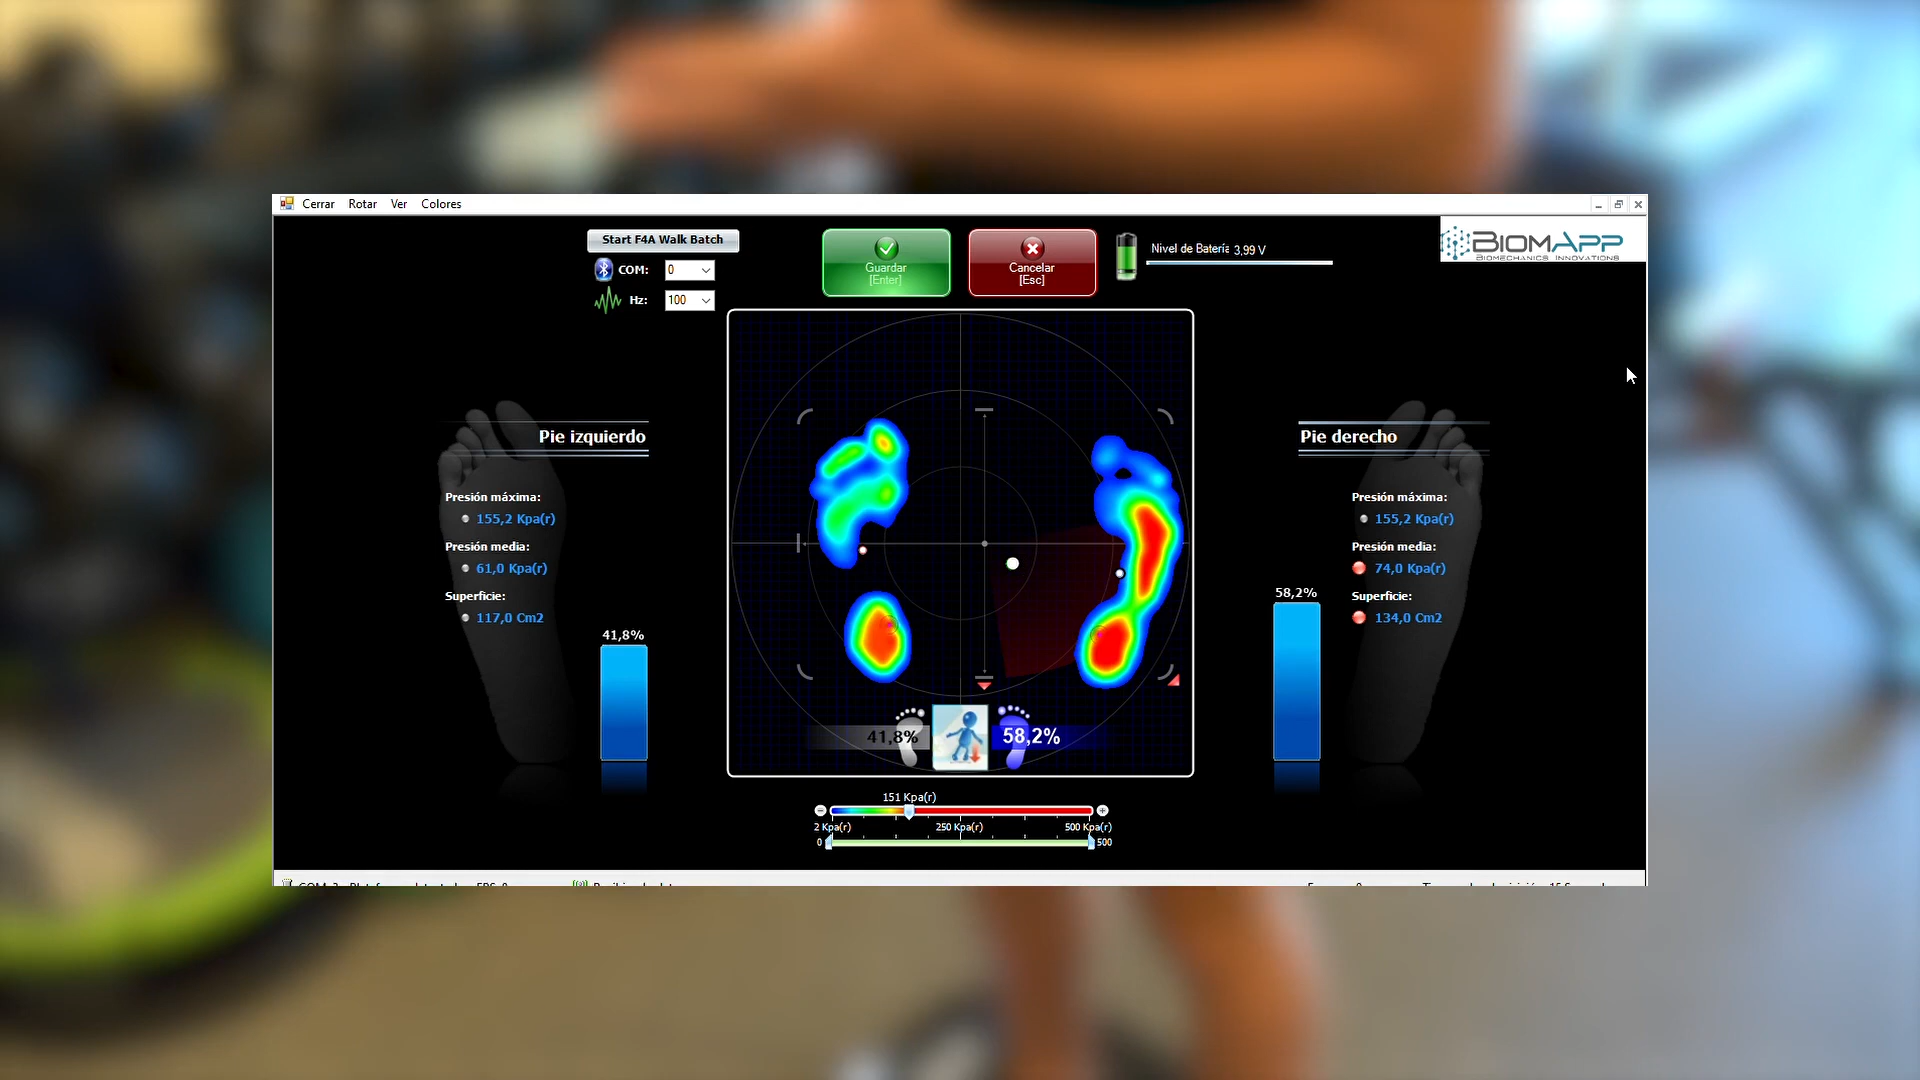 Cerrar Rotar Ver Colores
Start F4A Walk Batch
COM: 0
Hz: 100
Guardar
[Enter]
Cancelar
[Esc]
Nivel de Batería 3,99 V
BIOMAPP
BIOMECHANICS INNOVATIONS
Pie izquierdo
Presión máxima:
155,2 Kpa(r)
Presión media:
61,0 Kpa(r)
Superficie:
117,0 Cm2
41,8%
Pie derecho
Presión máxima:
155,2 Kpa(r)
Presión media:
74,0 Kpa(r)
Superficie:
134,0 Cm2
58,2%
41,8% 58,2%
151 Kpa(r)
2 Kpa(r) 250 Kpa(r) 500 Kpa(r)
0 500